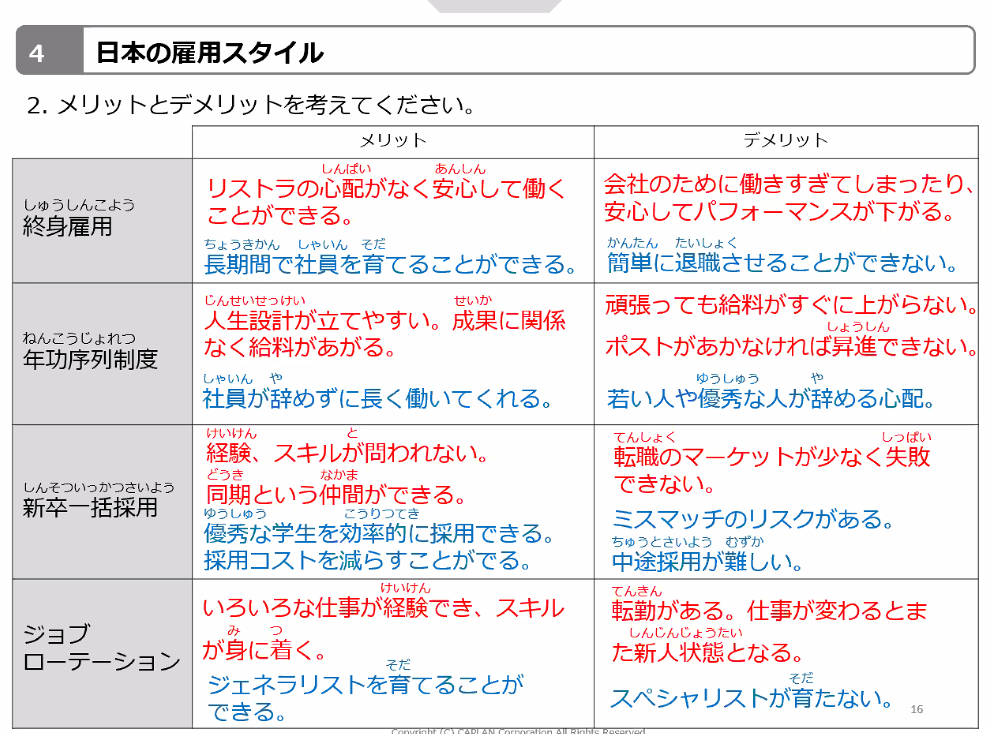 4 日本の雇用スタイル
2. メリットとデメリットを考えてください。
メリット
デメリット
しゅうしんこよう
終身雇用
しんぱい あんしん
リストラの心配がなく安心して働く
ことができる。
ちょうきかん しゃいん そだ
長期間で社員を育てることができる。
会社のために働きすぎてしまったり、
安心してパフォーマンスが下がる。
かんたん たいしょく
簡単に退職させることができない。
ねんこうじょれつ
年功序列制度
じんせいせっけい せいか
人生設計が立てやすい。成果に関係
なく給料があがる。
しゃいん や
社員が辞めずに長く働いてくれる。
頑張っても給料がすぐに上がらない。
しょうしん
ポストがあかなければ昇進できない。
ゆうしゅう や
若い人や優秀な人が辞める心配。
しんそついっかつさいよう
新卒一括採用
けいけん と
経験、スキルが問われない。
どうき なかま
同期という仲間ができる。
ゆうしゅう こうりつてき
優秀な学生を効率的に採用できる。
採用コストを減らすことがでる。
てんしょく しっぱい
転職のマーケットが少なく失敗
できない。
ミスマッチのリスクがある。
ちゅうとさいよう むずか
中途採用が難しい。
ジョブ
ローテーション
けいけん
いろいろな仕事が経験でき、スキル
み つ
が身に着く。
そだ
ジェネラリストを育てることが
できる。
てんきん
転勤がある。仕事が変わるとま
しんじんじょうたい
た新人状態となる。
そだ
スペシャリストが育たない。
16
Copyright (C) CAPLAN Corporation All Rights Reserved